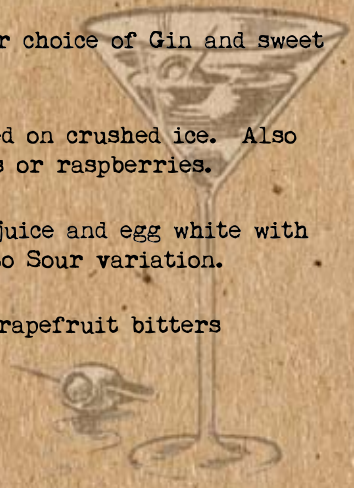 r choice of Gin and sweet
d on crushed ice. Also
s or raspberries.
juice and egg white with
o Sour variation.
rapefruit bitters